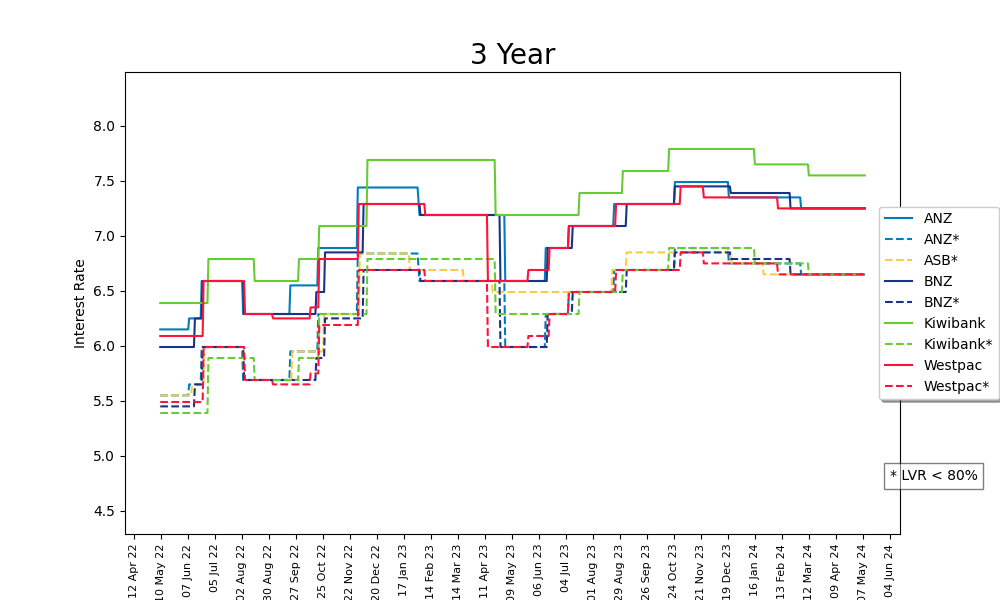 3 Year
Interest Rate
8.0
7.5
7.0
6.5
6.0
5.5
5.0
4.5
12 Apr 22
10 May 22
07 Jun 22
05 Jul 22
02 Aug 22
30 Aug 22
27 Sep 22
25 Oct 22
22 Nov 22
20 Dec 22
17 Jan 23
14 Feb 23
14 Mar 23
11 Apr 23
09 May 23
06 Jun 23
04 Jul 23
01 Aug 23
29 Aug 23
26 Sep 23
24 Oct 23
21 Nov 23
19 Dec 23
16 Jan 24
13 Feb 24
12 Mar 24
09 Apr 24
07 May 24
04 Jun 24
ANZ
ANZ*
ASB*
BNZ
BNZ*
Kiwibank
Kiwibank*
Westpac
Westpac*
* LVR < 80%